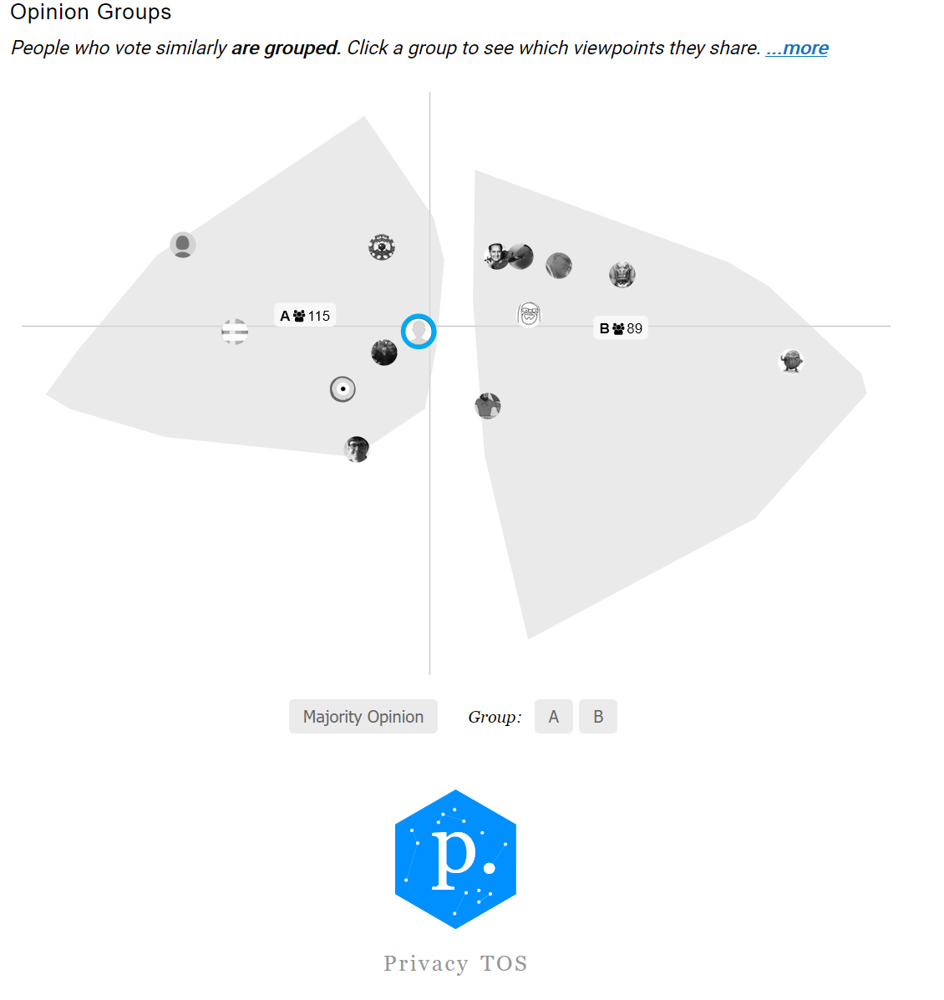 Opinion Groups
People who vote similarly are grouped. Click a group to see which viewpoints they share. ...more
A 115
B 89
Majority Opinion Group: A B
p.
Privacy TOS